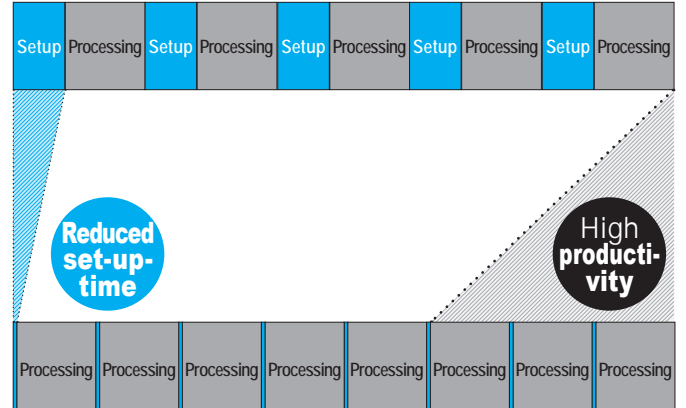 Setup Processing Setup Processing Setup Processing Setup Processing Setup Processing
Reduced
set-up-
time
High
producti-
vity
Processing Processing Processing Processing Processing Processing Processing Processing